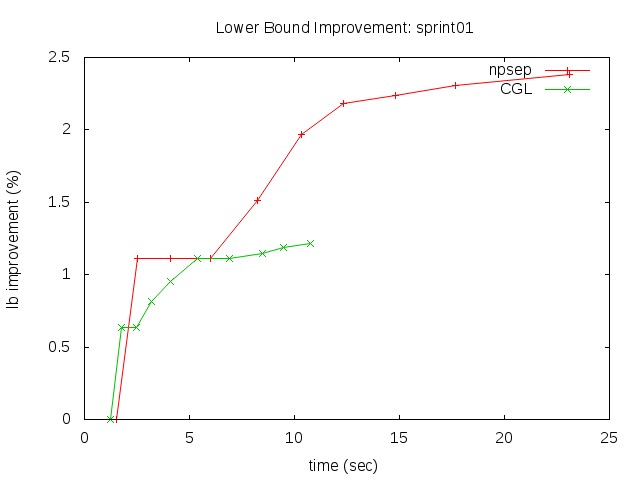 Lower Bound Improvement: sprint01
npsep
CGL
2.5
2
1.5
1
0.5
0
lb improvement (%)
0 5 10 15 20 25
time (sec)